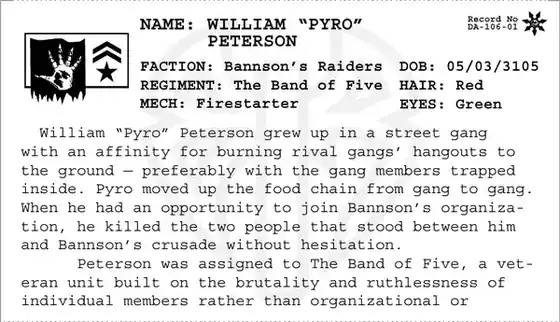 NAME: WILLIAM “PYRO”
PETERSON
Record No
DA-106-01
FACTION: Bannson’s Raiders DOB: 05/03/3105
REGIMENT: The Band of Five HAIR: Red
MECH: Firestarter EYES: Green
William “Pyro” Peterson grew up in a street gang
with an affinity for burning rival gangs’ hangouts to
the ground — preferably with the gang members trapped
inside. Pyro moved up the food chain from gang to gang.
When he had an opportunity to join Bannson’s organiza-
tion, he killed the two people that stood between him
and Bannson’s crusade without hesitation.
Peterson was assigned to The Band of Five, a vet-
eran unit built on the brutality and ruthlessness of
individual members rather than organizational or